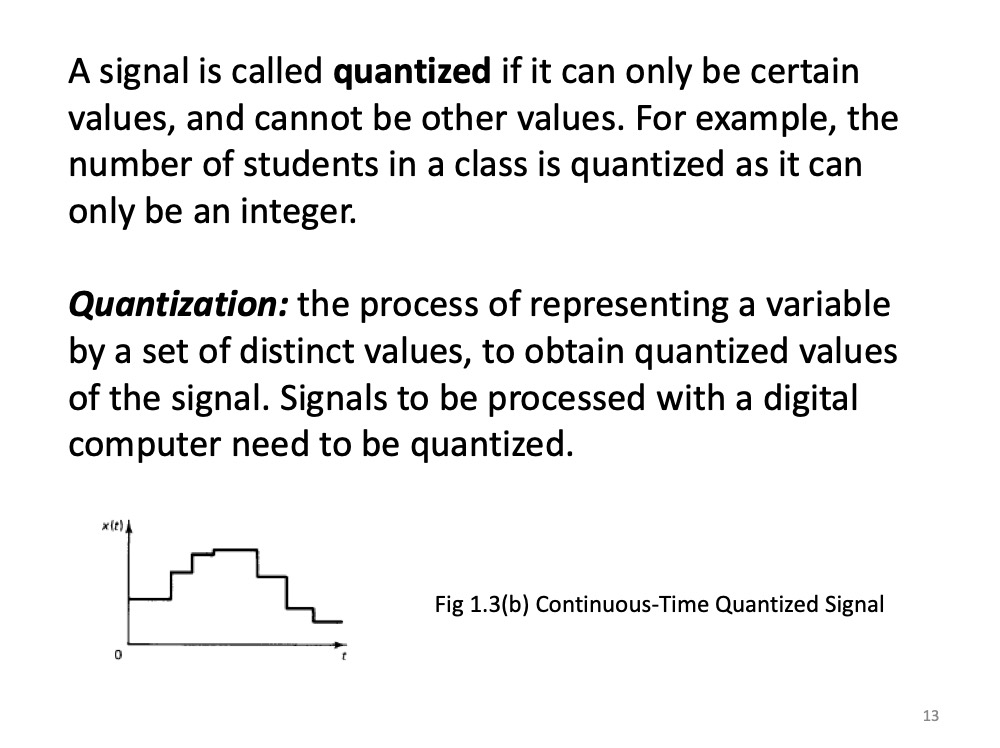 A signal is called quantized if it can only be certain
values, and cannot be other values. For example, the
number of students in a class is quantized as it can
only be an integer.
Quantization: the process of representing a variable
by a set of distinct values, to obtain quantized values
of the signal. Signals to be processed with a digital
computer need to be quantized.
x(t)
0
t
Fig 1.3(b) Continuous-Time Quantized Signal
13